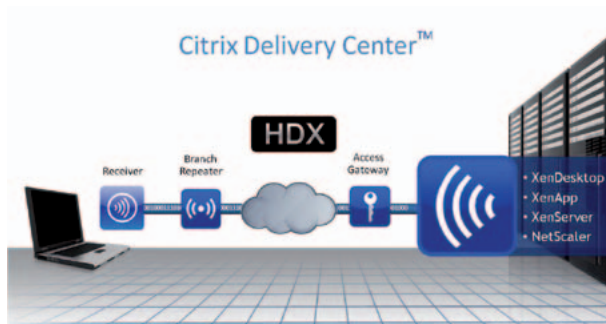 Citrix Delivery Center™
HDX
Receiver
Branch
Repeater
Access
Gateway
• XenDesktop
• XenApp
• XenServer
• NetScaler